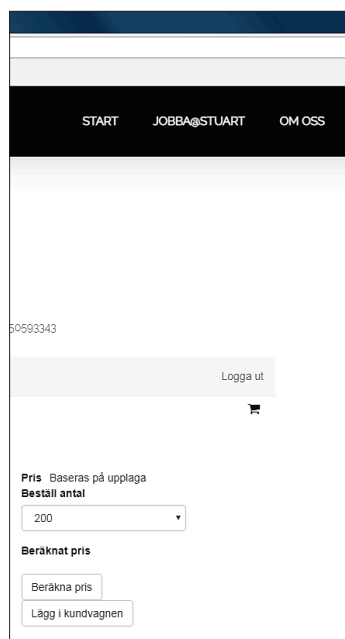 START JOBBA@STUART OM OSS
50593343
Logga ut
Pris Baseras på upplaga
Beställ antal
200
Beräknat pris
Beräkna pris
Lägg i kundvagnen